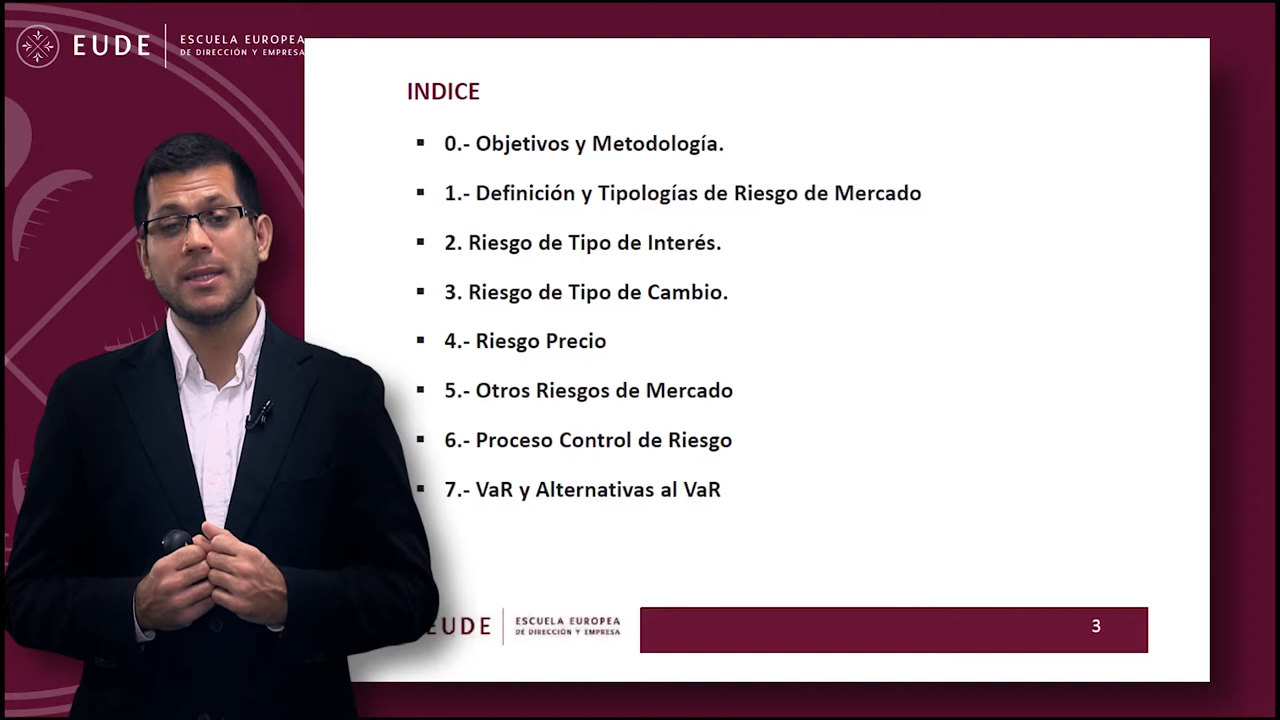 EUDE
ESCUELA EUROPEA
DE DIRECCIÓN Y EMPRESA
INDICE
0.- Objetivos y Metodología.
1.- Definición y Tipologías de Riesgo de Mercado
2. Riesgo de Tipo de Interés.
3. Riesgo de Tipo de Cambio.
4.- Riesgo Precio
5.- Otros Riesgos de Mercado
6.- Proceso Control de Riesgo
7.- VaR y Alternativas al VaR
EUDE
ESCUELA EUROPEA
DE DIRECCIÓN Y EMPRESA
3